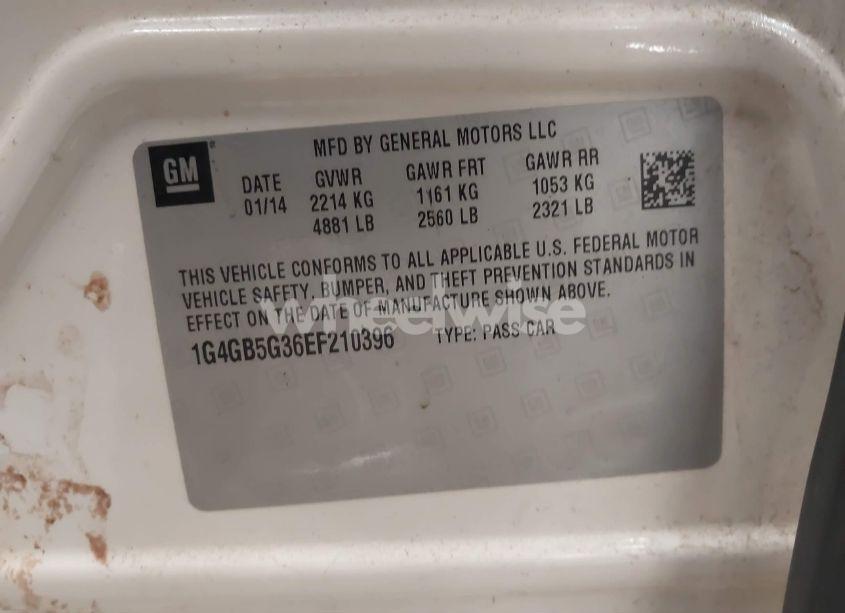 GM
MFD BY GENERAL MOTORS LLC
DATE GVWR GAWR FRT GAWR RR
01/14 2214 KG 1161 KG 1053 KG
4881 LB 2560 LB 2321 LB
THIS VEHICLE CONFORMS TO ALL APPLICABLE U.S. FEDERAL MOTOR
VEHICLE SAFETY, BUMPER, AND THEFT PREVENTION STANDARDS IN
EFFECT ON THE DATE OF MANUFACTURE SHOWN ABOVE.
1G4GB5G36EF210396 TYPE: PASS CAR
wheelwise